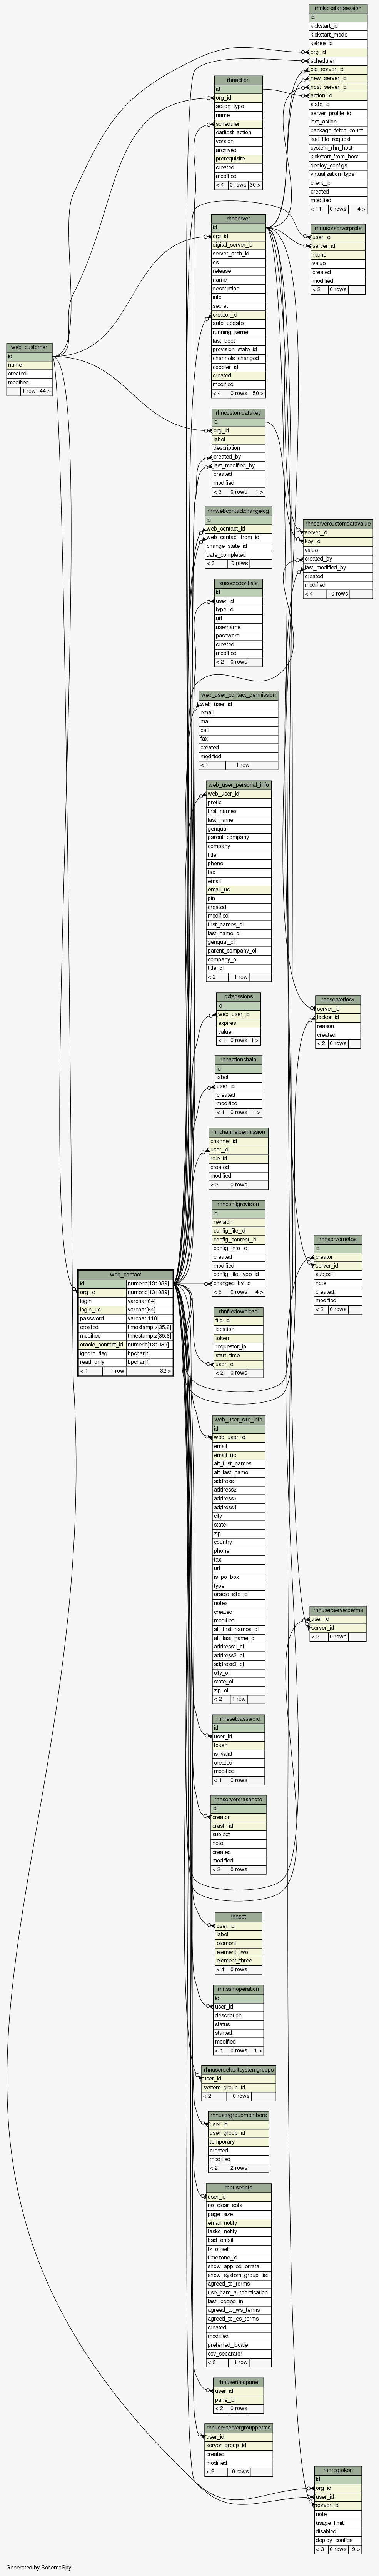 rhnkickstartsession
id
kickstart_id
kickstart_mode
kstree_id
org_id
scheduler
old_server_id
new_server_id
host_server_id
action_id
state_id
server_profile_id
last_action
package_fetch_count
last_file_request
system_rhn_host
kickstart_from_host
deploy_configs
virtualization_type
client_ip
created
modified
< 11 0 rows 4 >
rhnaction
id
org_id
action_type
name
scheduler
earliest_action
version
archived
prerequisite
created
modified
< 4 0 rows 30 >
rhnserver
id
org_id
digital_server_id
server_arch_id
os
release
name
description
info
secret
creator_id
auto_update
running_kernel
last_boot
provision_state_id
channels_changed
cobbler_id
created
modified
< 4 0 rows 50 >
rhnuserserverprefs
user_id
server_id
name
value
created
modified
< 2 0 rows
web_customer
id
name
created
modified
1 row 44 >
rhncustomdatakey
id
org_id
label
description
created_by
last_modified_by
created
modified
< 3 0 rows 1 >
rhnwebcontactchangelog
id
web_contact_id
web_contact_from_id
change_state_id
date_completed
< 3 0 rows
rhnservercustomdatavalue
server_id
key_id
value
created_by
last_modified_by
created
modified
< 4 0 rows
susecredentials
id
user_id
type_id
url
username
password
created
modified
< 2 0 rows
web_user_contact_permission
web_user_id
email
mail
call
fax
created
modified
< 1 1 row
web_user_personal_info
web_user_id
prefix
first_names
last_name
genqual
parent_company
company
title
phone
fax
email
email_uc
pin
created
modified
first_names_ol
last_name_ol
genqual_ol
parent_company_ol
company_ol
title_ol
< 2 1 row
pxtsessions
id
web_user_id
expires
value
< 1 0 rows 1 >
rhnserverlock
server_id
locker_id
reason
created
< 2 0 rows
rhnactionchain
id
label
user_id
created
modified
< 1 0 rows 1 >
rhnchannelpermission
channel_id
user_id
role_id
created
modified
< 3 0 rows
rhnconfigrevision
id
revision
config_file_id
config_content_id
config_info_id
created
modified
config_file_type_id
changed_by_id
< 5 0 rows 4 >
rhnservernotes
id
creator
server_id
subject
note
created
modified
< 2 0 rows
web_contact
id numeric[131089]
org_id numeric[131089]
login varchar[64]
login_uc varchar[64]
password varchar[110]
created timestamptz[35,6]
modified timestamptz[35,6]
oracle_contact_id numeric[131089]
ignore_flag bpchar[1]
read_only bpchar[1]
< 1 1 row 32 >
rhnfiledownload
file_id
location
token
requestor_ip
start_time
user_id
< 2 0 rows
web_user_site_info
id
web_user_id
email
email_uc
alt_first_names
alt_last_name
address1
address2
address3
address4
city
state
zip
country
phone
fax
url
is_po_box
type
oracle_site_id
notes
created
modified
alt_first_names_ol
alt_last_name_ol
address1_ol
address2_ol
address3_ol
city_ol
state_ol
zip_ol
< 2 1 row
rhnuserserverperms
user_id
server_id
< 2 0 rows
rhnresetpassword
id
user_id
token
is_valid
created
modified
< 1 0 rows
rhnservercrashnote
id
creator
crash_id
subject
note
created
modified
< 2 0 rows
rhnset
user_id
label
element
element_two
element_three
< 1 0 rows
rhnssmoperation
id
user_id
description
status
started
modified
< 1 0 rows 1 >
rhnuserdefaultsystemgroups
user_id
system_group_id
< 2 0 rows
rhnusergroupmembers
user_id
user_group_id
temporary
created
modified
< 2 2 rows
rhnuserinfo
user_id
no_clear_sets
page_size
email_notify
tasko_notify
bad_email
tz_offset
timezone_id
show_applied_errata
show_system_group_list
agreed_to_terms
use_pam_authentication
last_logged_in
agreed_to_ws_terms
agreed_to_es_terms
created
modified
preferred_locale
csv_separator
< 2 1 row
rhnuserinfopane
user_id
pane_id
< 2 0 rows
rhnuserservergroupperms
user_id
server_group_id
created
modified
< 2 0 rows
rhnregtoken
id
org_id
user_id
server_id
note
usage_limit
disabled
deploy_configs
< 3 0 rows 9 >
Generated by SchemaSpy